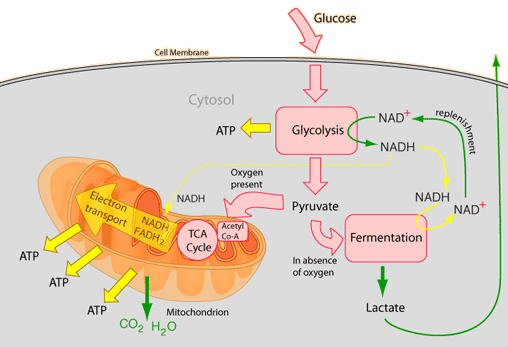 Glucose
Cell Membrane
Cytosol
ATP
Glycolysis
NAD+
replenishment
NADH
Oxygen
present
NADH
NADH
NAD+
Pyruvate
Electron
transport
NADH
FADH2
TCA
Cycle
Acetyl
Co-A
Fermentation
In absence
of oxygen
ATP
ATP
ATP
Mitochondrion
CO2 H2O
Lactate